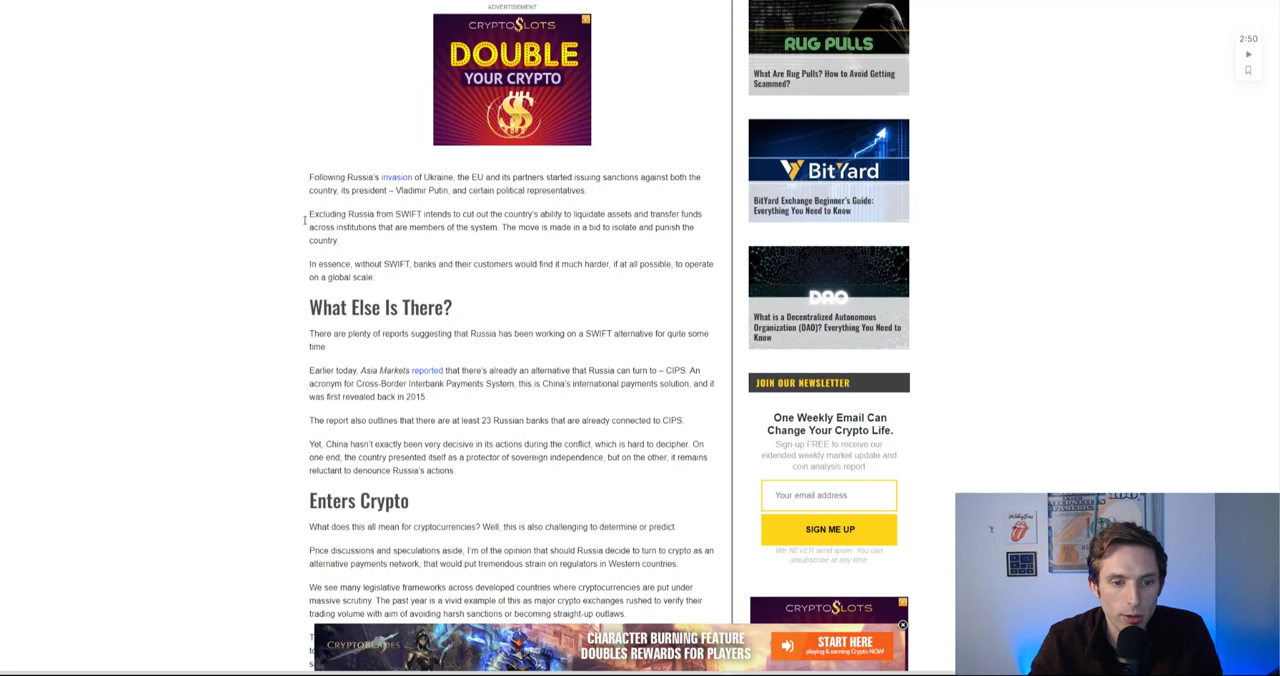 ADVERTISEMENT
CRYPTO$LOTS
DOUBLE
YOUR CRYPTO
Following Russia's invasion of Ukraine, the EU and its partners started issuing sanctions against both the
country, its president – Vladimir Putin, and certain political representatives.
Excluding Russia from SWIFT intends to cut out the country's ability to liquidate assets and transfer funds
across institutions that are members of the system. The move is made in a bid to isolate and punish the
country.
In essence, without SWIFT, banks and their customers would find it much harder, if at all possible, to operate
on a global scale.
What Else Is There?
There are plenty of reports suggesting that Russia has been working on a SWIFT alternative for quite some
time.
Earlier today, Asia Markets reported that there's already an alternative that Russia can turn to – CIPS. An
acronym for Cross-Border Interbank Payments System, this is China's international payments solution, and it
was first revealed back in 2015.
The report also outlines that there are at least 23 Russian banks that are already connected to CIPS.
Yet, China hasn't exactly been very decisive in its actions during the conflict, which is hard to decipher. On
one end, the country presented itself as a protector of sovereign independence, but on the other, it remains
reluctant to denounce Russia's actions.
Enters Crypto
What does this all mean for cryptocurrencies? Well, this is also challenging to determine or predict.
Price discussions and speculations aside, I'm of the opinion that should Russia decide to turn to crypto as an
alternative payments network, that would put tremendous strain on regulators in Western countries.
We see many legislative frameworks across developed countries where cryptocurrencies are put under
massive scrutiny. The past year is a vivid example of this as major crypto exchanges rushed to verify their
trading volume with aim of avoiding harsh sanctions or becoming straight-up outlaws.
CRYPTOBLADES
CHARACTER BURNING FEATURE
DOUBLES REWARDS FOR PLAYERS
START HERE
playing & earning Crypto NOW!
RUG PULLS
What Are Rug Pulls? How to Avoid Getting
Scammed?
BitYard
BitYard Exchange Beginner's Guide:
Everything You Need to Know
DAO
What is a Decentralized Autonomous
Organization (DAO)? Everything You Need to
Know
JOIN OUR NEWSLETTER
One Weekly Email Can
Change Your Crypto Life.
Sign-up FREE to receive our
extended weekly market update and
coin analysis report
Your email address
SIGN ME UP
We NEVER send spam. You can
unsubscribe at any time.
CRYPTO$LOTS
2:50